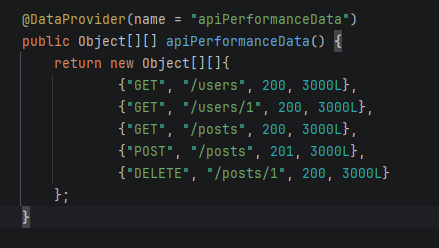 @DataProvider(name = "apiPerformanceData")
public Object[][] apiPerformanceData() {
    return new Object[][]{
            {"GET", "/users", 200, 3000L},
            {"GET", "/users/1", 200, 3000L},
            {"GET", "/posts", 200, 3000L},
            {"POST", "/posts", 201, 3000L},
            {"DELETE", "/posts/1", 200, 3000L}
    };
}